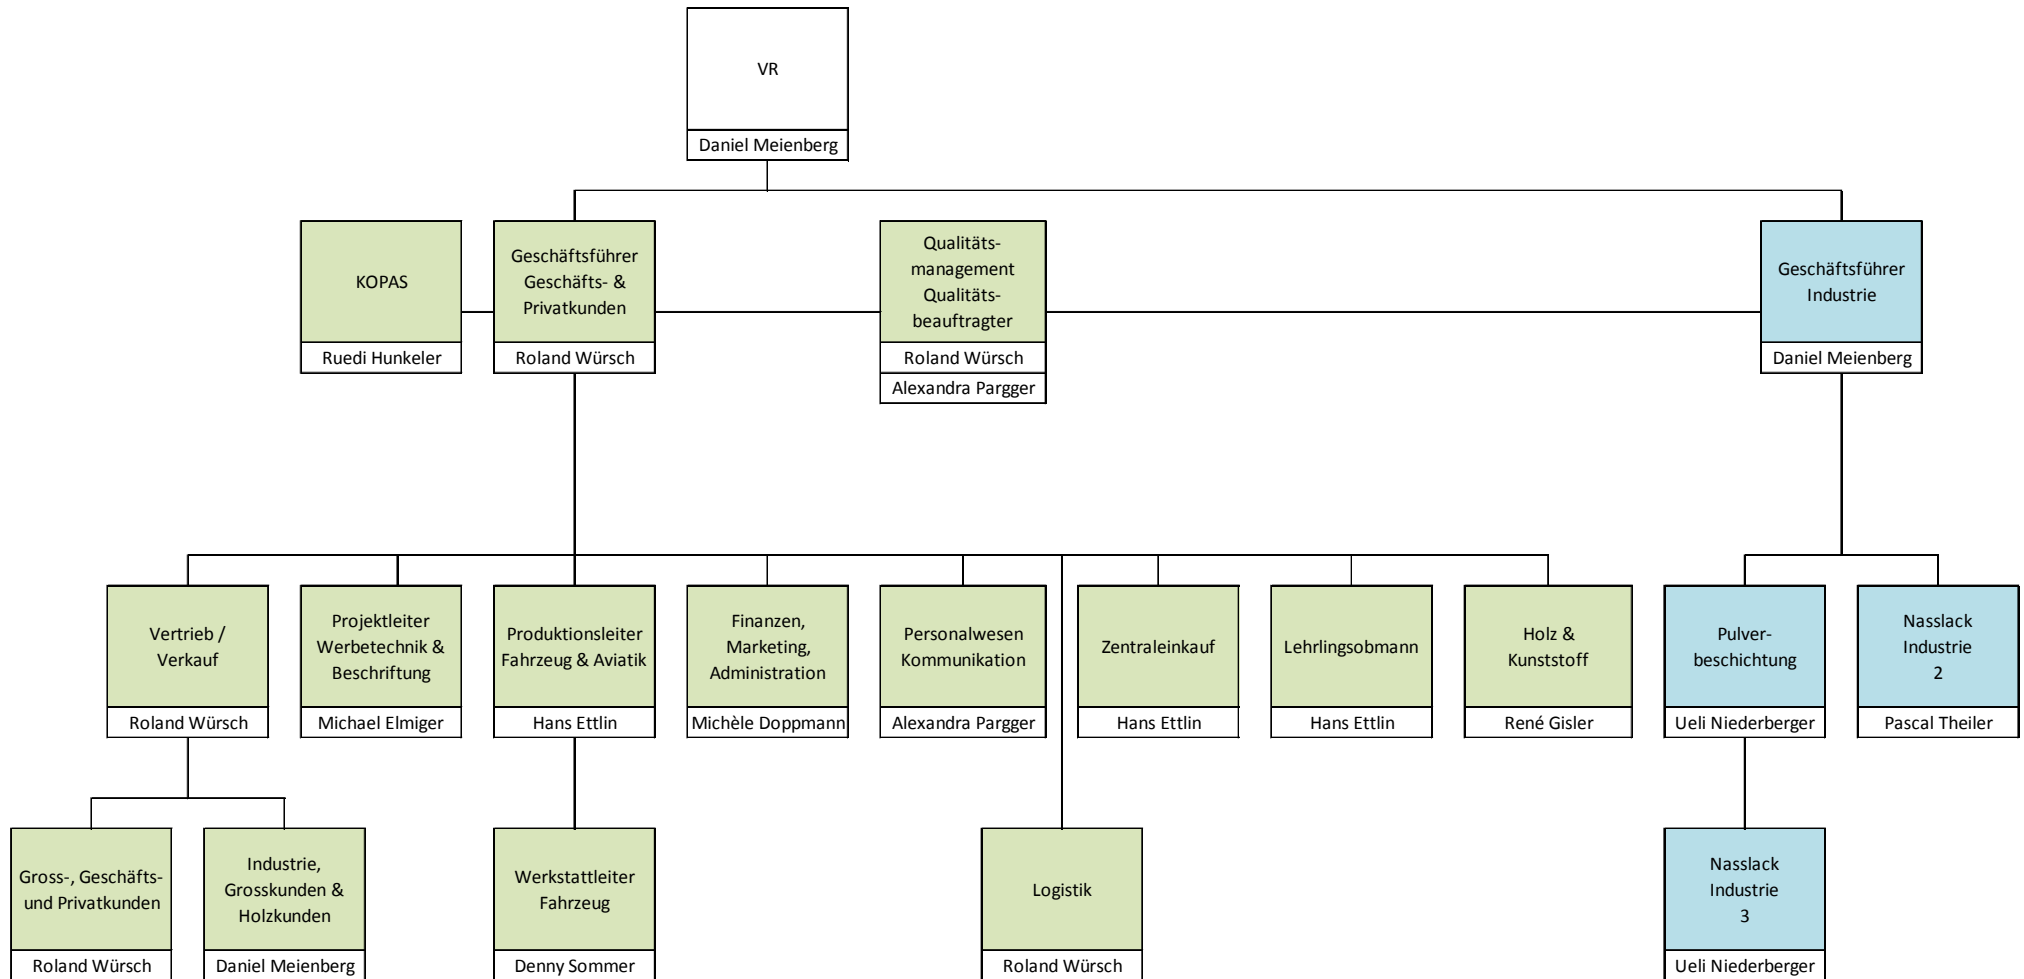 VR
Daniel Meienberg
KOPAS
Ruedi Hunkeler
Geschäftsführer
Geschäfts- &
Privatkunden
Roland Würsch
Qualitäts-
management
Qualitäts-
beauftragter
Roland Würsch
Alexandra Pargger
Geschäftsführer
Industrie
Daniel Meienberg
Vertrieb /
Verkauf
Roland Würsch
Projektleiter
Werbetechnik &
Beschriftung
Michael Elmiger
Produktionsleiter
Fahrzeug & Aviatik
Hans Ettlin
Finanzen,
Marketing,
Administration
Michèle Doppmann
Personalwesen
Kommunikation
Alexandra Pargger
Zentraleinkauf
Hans Ettlin
Lehrlingsobmann
Hans Ettlin
Holz &
Kunststoff
René Gisler
Pulver-
beschichtung
Ueli Niederberger
Nasslack
Industrie
2
Pascal Theiler
Gross-, Geschäfts-
und Privatkunden
Roland Würsch
Industrie,
Grosskunden &
Holzkunden
Daniel Meienberg
Werkstattleiter
Fahrzeug
Denny Sommer
Logistik
Roland Würsch
Nasslack
Industrie
3
Ueli Niederberger